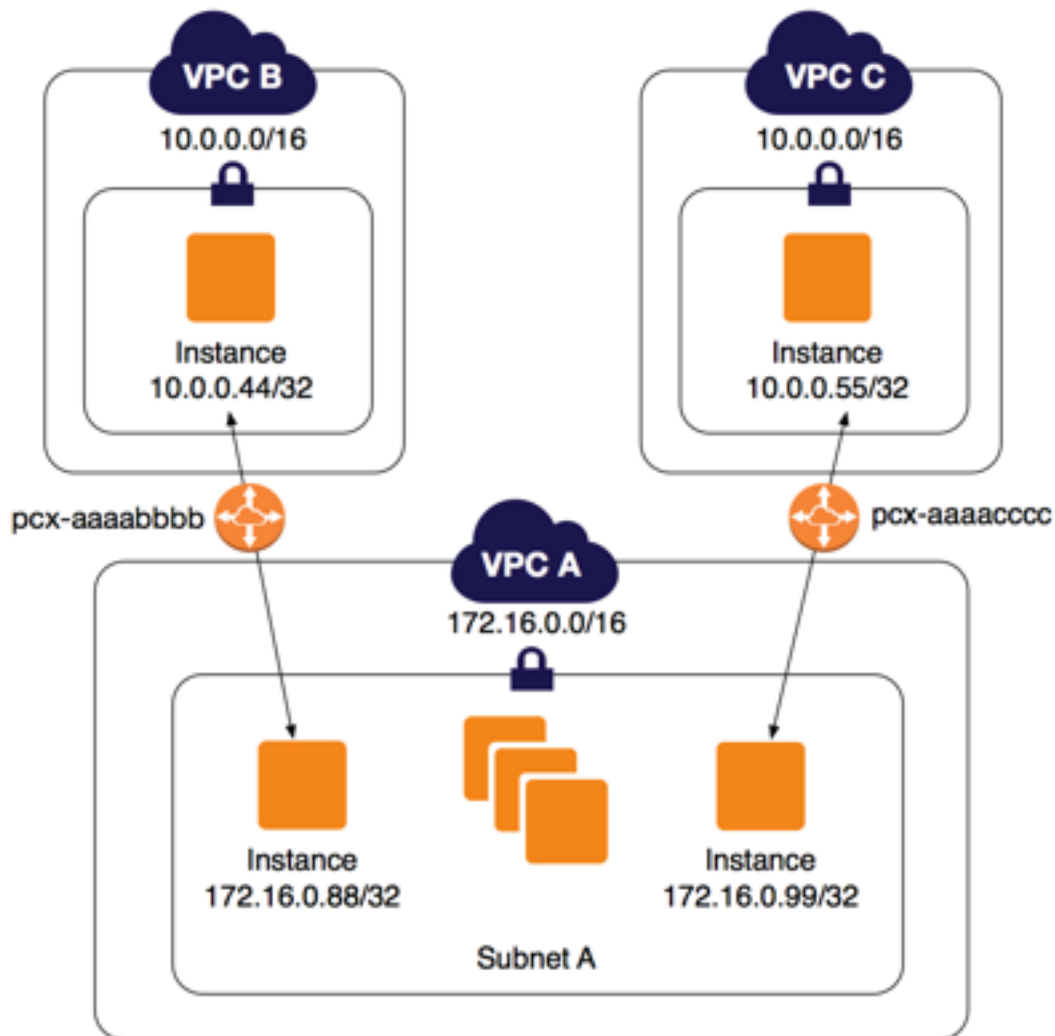 VPC B
10.0.0.0/16
Instance
10.0.0.44/32
VPC C
10.0.0.0/16
Instance
10.0.0.55/32
pcx-aaaabbbb
pcx-aaaacccc
VPC A
172.16.0.0/16
Instance
172.16.0.88/32
Instance
172.16.0.99/32
Subnet A